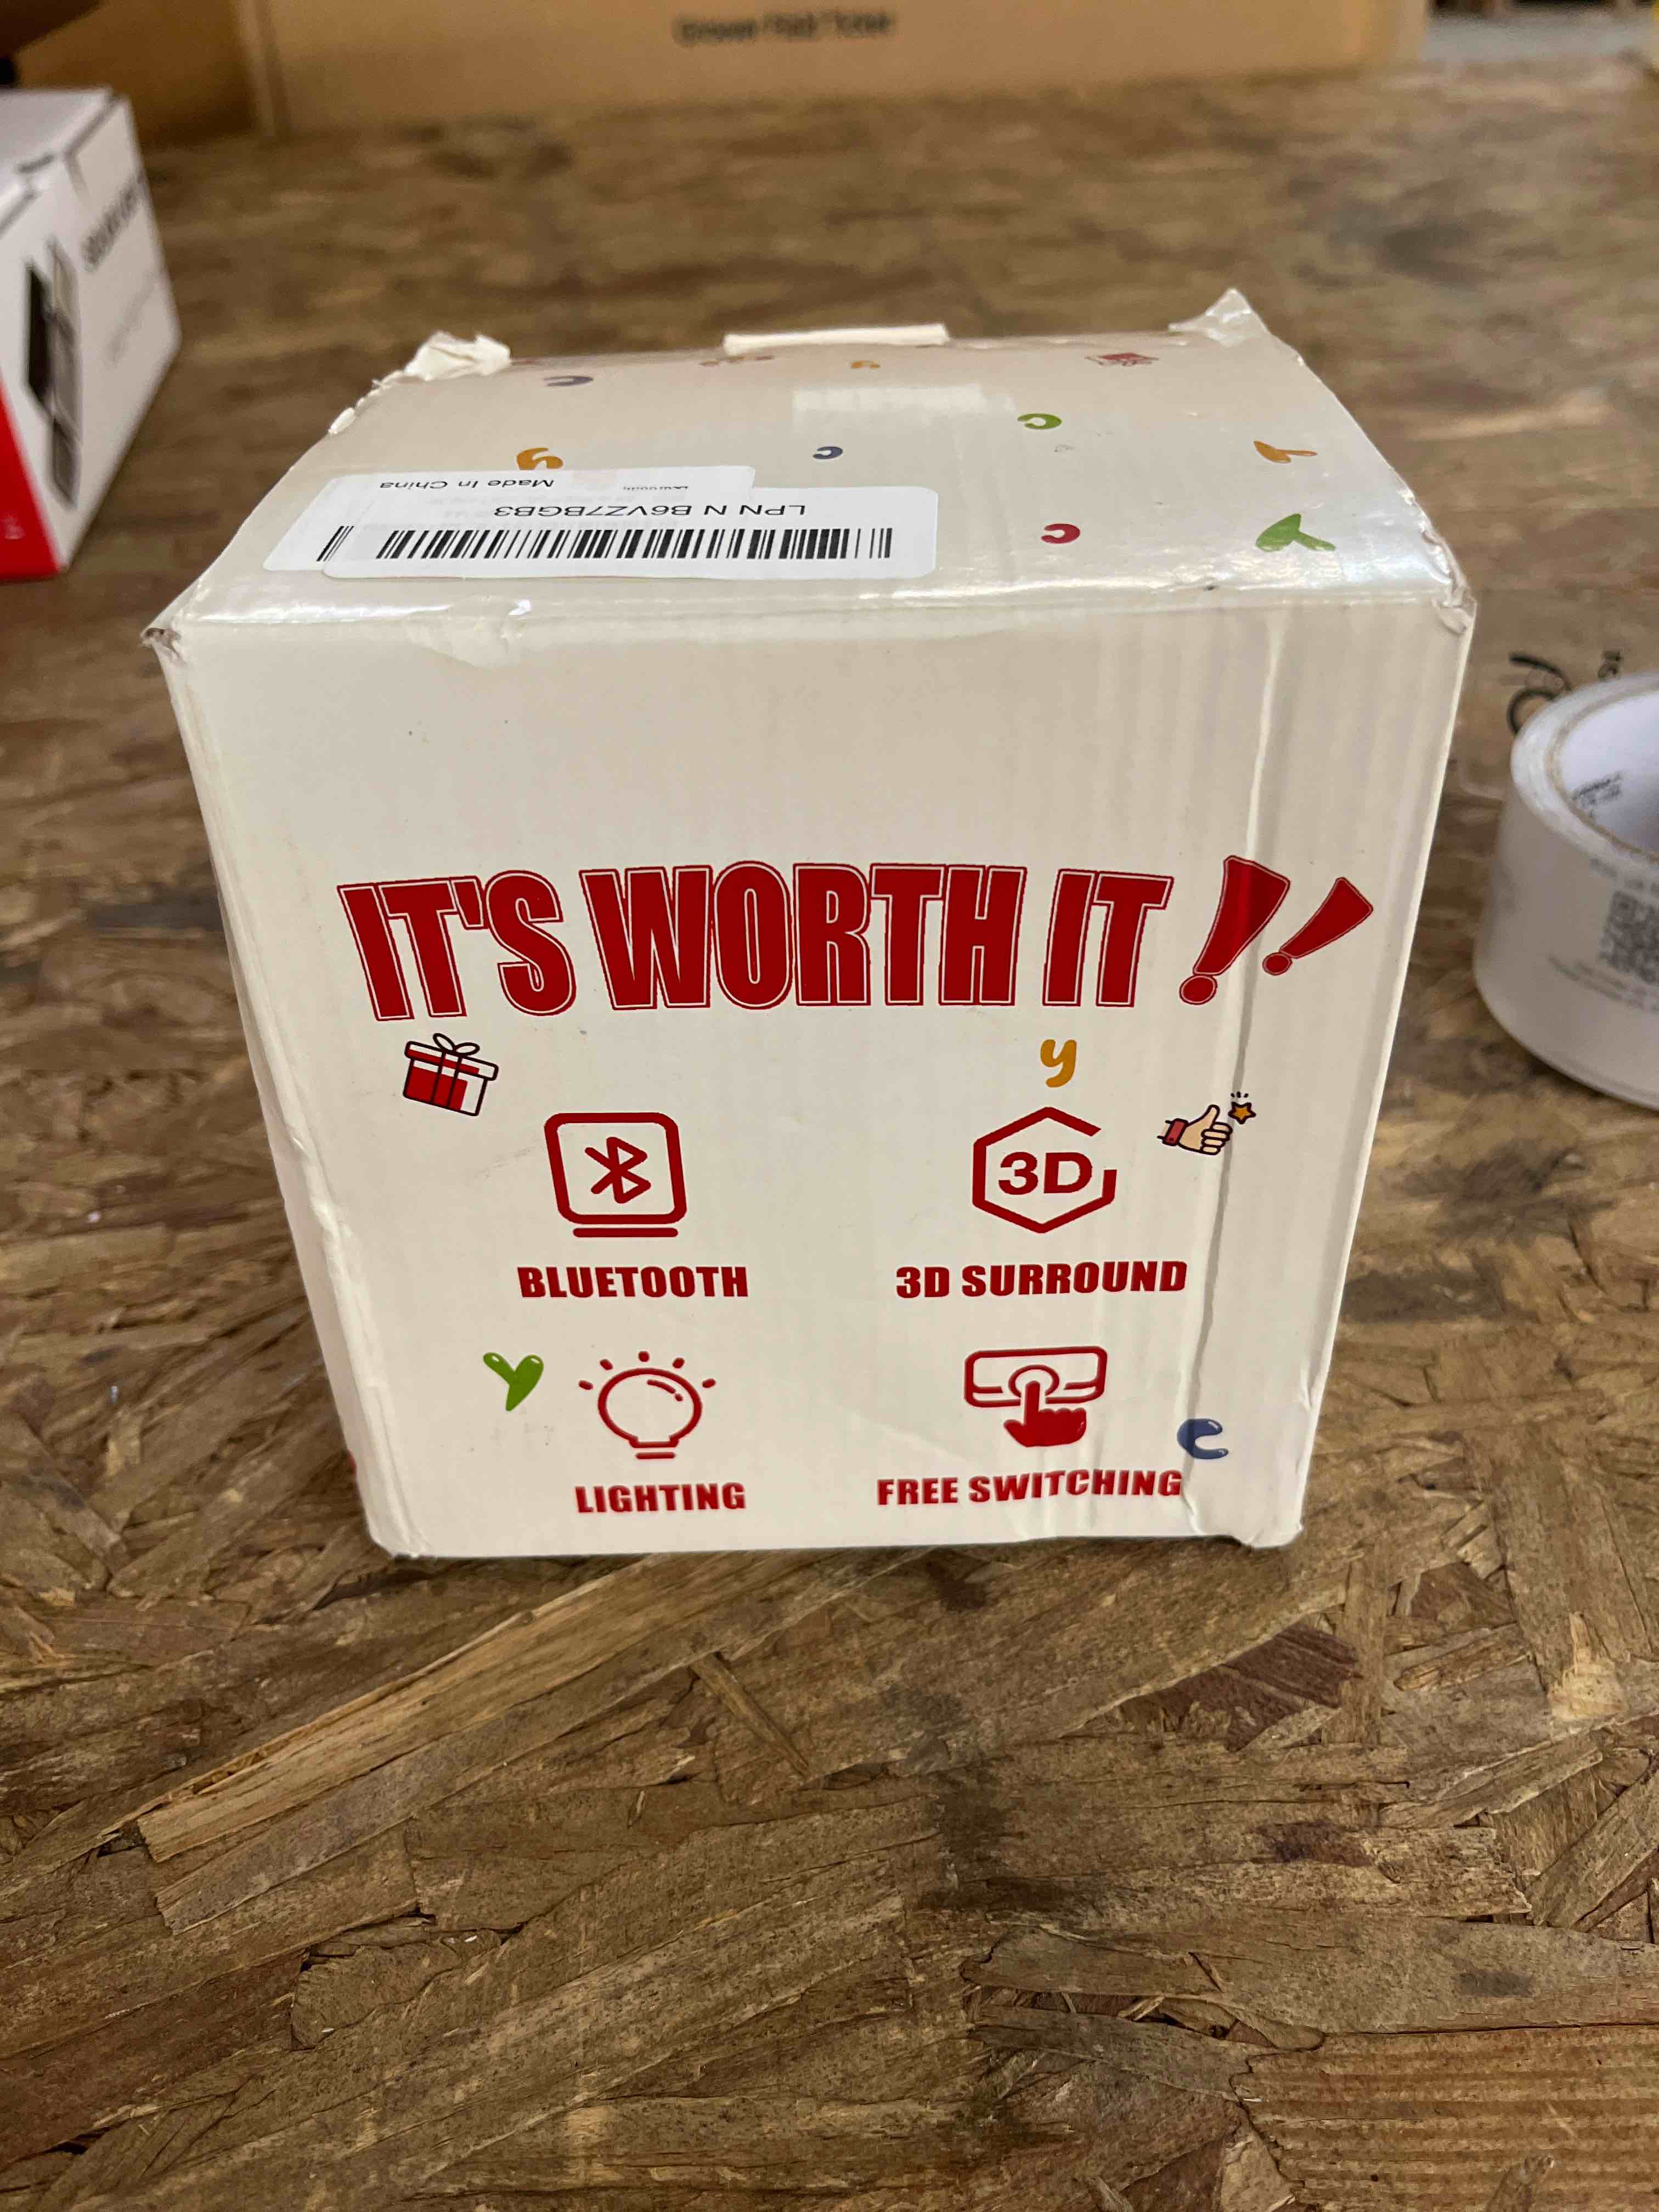 Made In China
LPN N B6VZ7BGB3
IT'S WORTH IT!!
y
3D
BLUETOOTH
3D SURROUND
y
LIGHTING
FREE SWITCHING
c